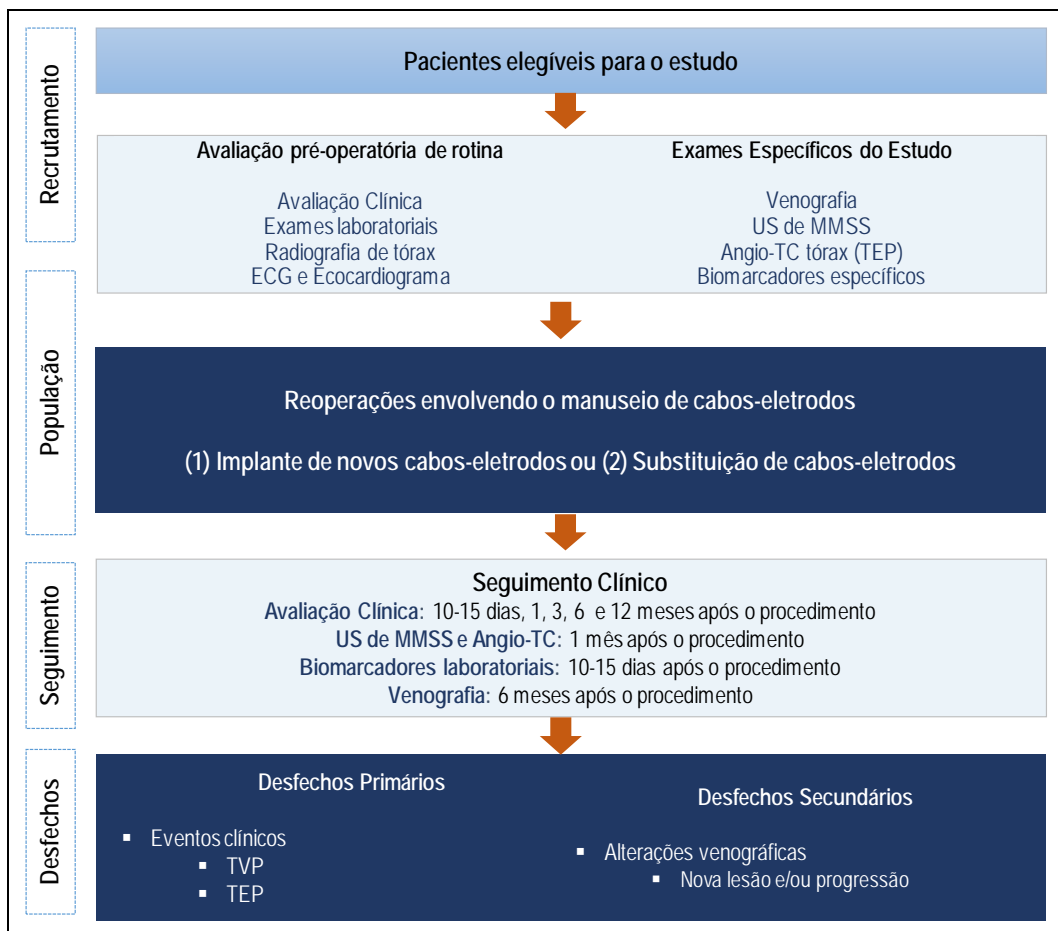 Recrutamento
Pacientes elegíveis para o estudo
Avaliação pré-operatória de rotina
Avaliação Clínica
Exames laboratoriais
Radiografia de tórax
ECG e Ecocardiograma
Exames Específicos do Estudo
Venografia
US de MMSS
Angio-TC tórax (TEP)
Biomarcadores específicos
População
Reoperações envolvendo o manuseio de cabos-eletrodos
(1) Implante de novos cabos-eletrodos ou (2) Substituição de cabos-eletrodos
Seguimento
Seguimento Clínico
Avaliação Clínica: 10-15 dias, 1, 3, 6 e 12 meses após o procedimento
US de MMSS e Angio-TC: 1 mês após o procedimento
Biomarcadores laboratoriais: 10-15 dias após o procedimento
Venografia: 6 meses após o procedimento
Desfechos
Desfechos Primários
▪ Eventos clínicos
▪ TVP
▪ TEP
Desfechos Secundários
▪ Alterações venográficas
▪ Nova lesão e/ou progressão